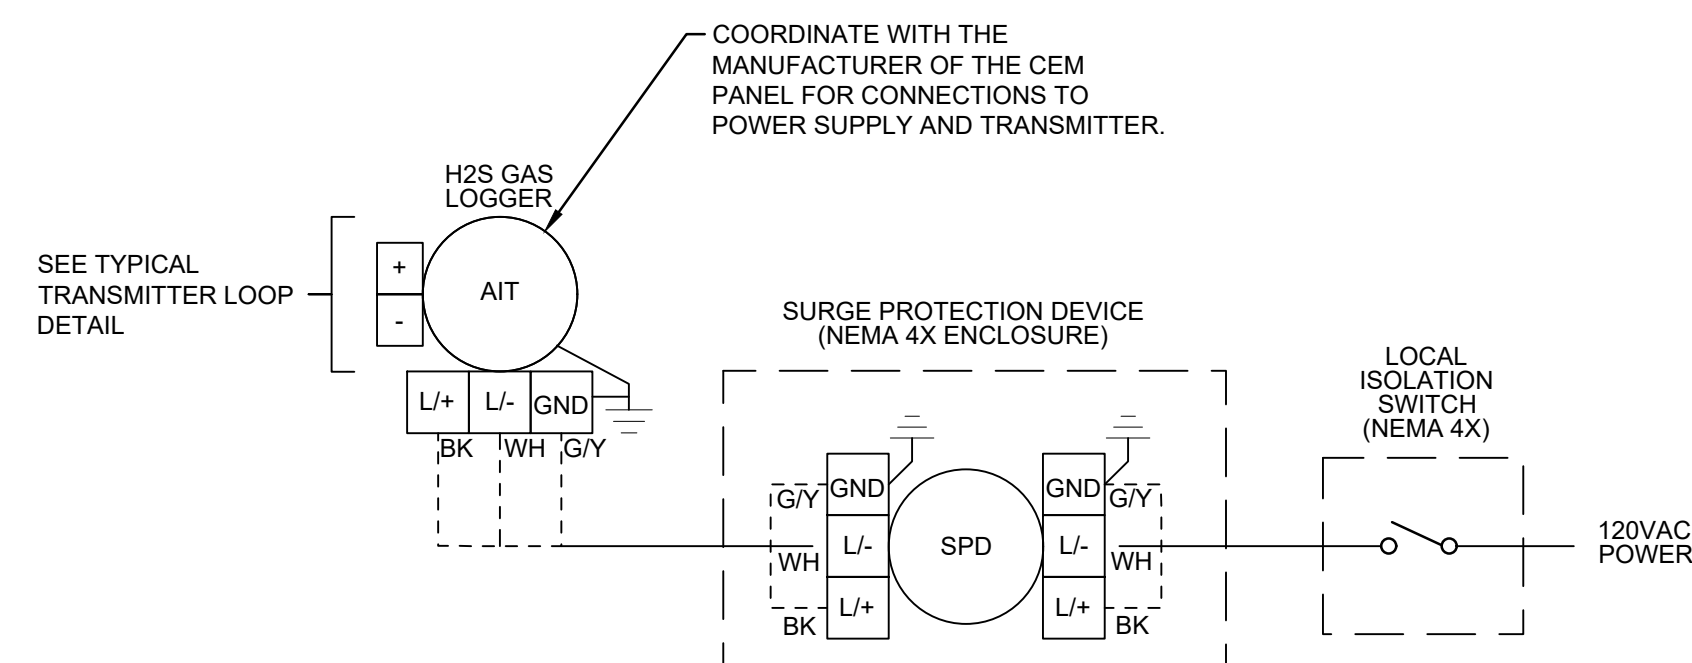 COORDINATE WITH THE
MANUFACTURER OF THE CEM
PANEL FOR CONNECTIONS TO
POWER SUPPLY AND TRANSMITTER.
H2S GAS
LOGGER
SEE TYPICAL
TRANSMITTER LOOP
DETAIL
+
-
AIT
L/+
L/-
GND
BK
WH
G/Y
SURGE PROTECTION DEVICE
(NEMA 4X ENCLOSURE)
G/Y
GND
WH
L/-
BK
L/+
SPD
GND
G/Y
L/-
WH
L/+
BK
LOCAL
ISOLATION
SWITCH
(NEMA 4X)
120VAC
POWER